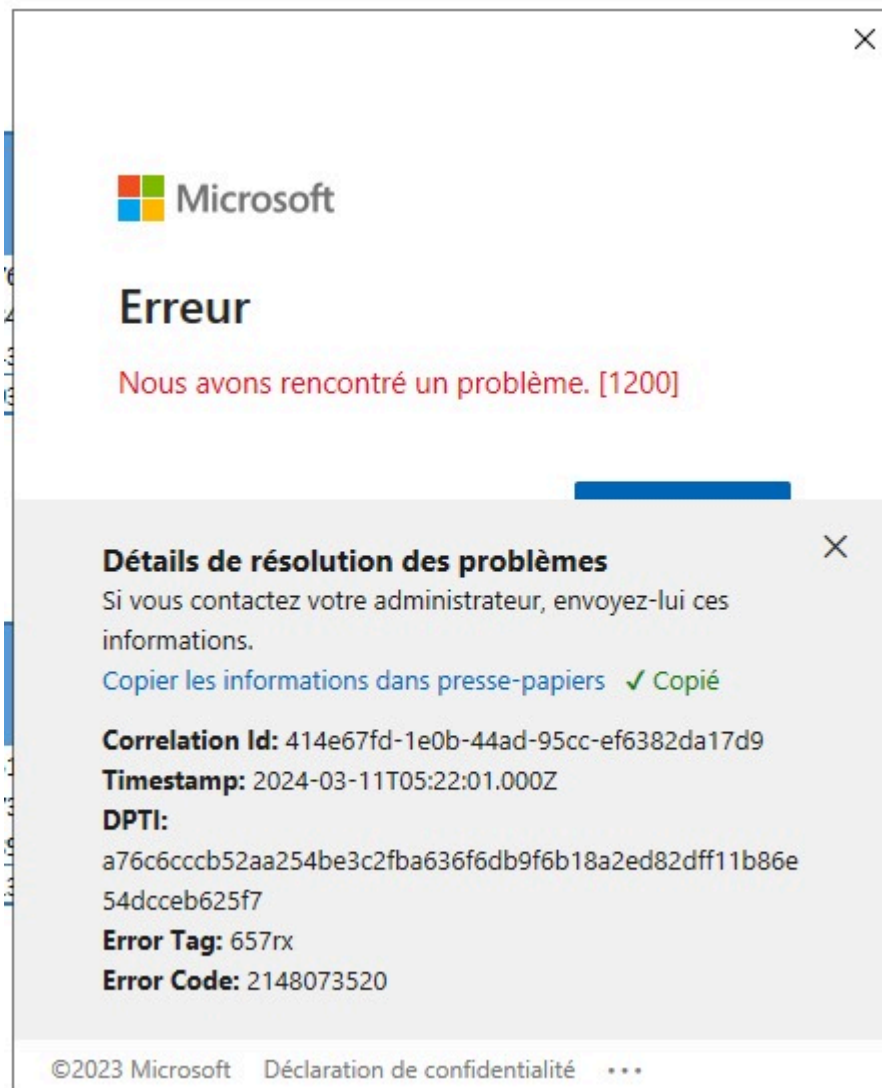 Microsoft
Erreur
Nous avons rencontré un problème. [1200]
Détails de résolution des problèmes
Si vous contactez votre administrateur, envoyez-lui ces
informations.
Copier les informations dans presse-papiers ✓ Copié
Correlation Id: 414e67fd-1e0b-44ad-95cc-ef6382da17d9
Timestamp: 2024-03-11T05:22:01.000Z
DPTI:
a76c6cccb52aa254be3c2fba636f6db9f6b18a2ed82dff11b86e
54dcceb625f7
Error Tag: 657rx
Error Code: 2148073520
©2023 Microsoft Déclaration de confidentialité •••